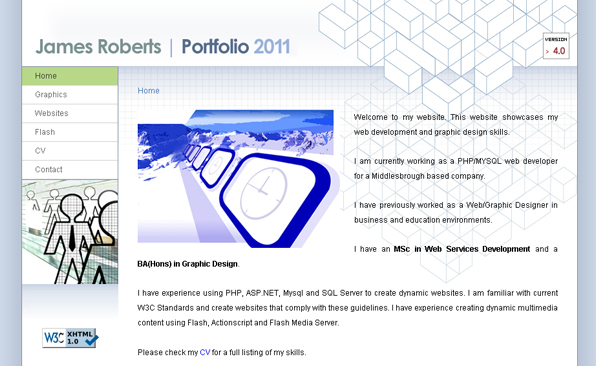 James Roberts | Portfolio 2011
VERSION
> 4.0
Home
Graphics
Websites
Flash
CV
Contact
W3C XHTML 1.0
Home
Welcome to my website. This website showcases my
web development and graphic design skills.
I am currently working as a PHP/MYSQL web developer
for a Middlesbrough based company.
I have previously worked as a Web/Graphic Designer in
business and education environments.
I have an MSc in Web Services Development and a
BA(Hons) in Graphic Design.
I have experience using PHP, ASP.NET, Mysql and SQL Server to create dynamic websites. I am familiar with current
W3C Standards and create websites that comply with these guidelines. I have experience creating dynamic multimedia
content using Flash, Actionscript and Flash Media Server.
Please check my CV for a full listing of my skills.